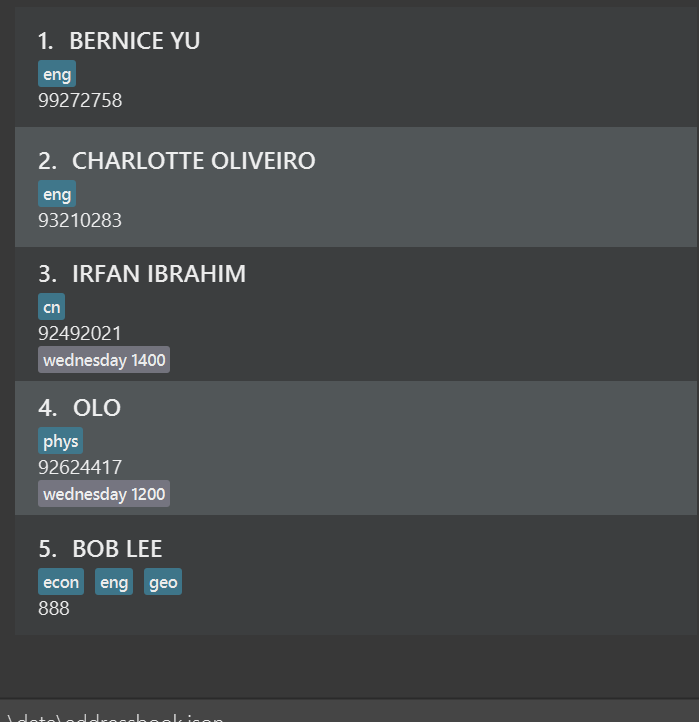 1. BERNICE YU
eng
99272758
2. CHARLOTTE OLIVEIRO
eng
93210283
3. IRFAN IBRAHIM
cn
92492021
wednesday 1400
4. OLO
phys
92624417
wednesday 1200
5. BOB LEE
econ eng geo
888
.\data\addressbook.json